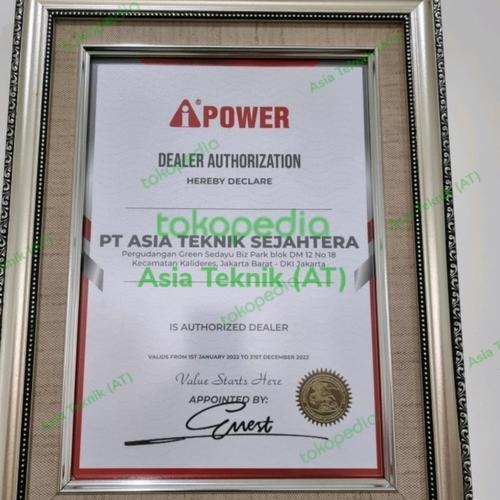 iPOWER
DEALER AUTHORIZATION
HEREBY DECLARE
tokopedia
PT ASIA TEKNIK SEJAHTERA
Pergudangan Green Sedayu Biz Park blok DM 12 No 18
Kecamatan Kalideres, Jakarta Barat - DKI Jakarta
Asia Teknik (AT)
IS AUTHORIZED DEALER
VALIDS FROM 1ST JANUARY 2022 TO 31ST DECEMBER 2022
Value Starts Here
APPOINTED BY:
tokopedia
Asia Teknik (AT)
tokopedia
Asia Teknik (AT)
tokopedia
Asia Teknik (AT)
tokopedia